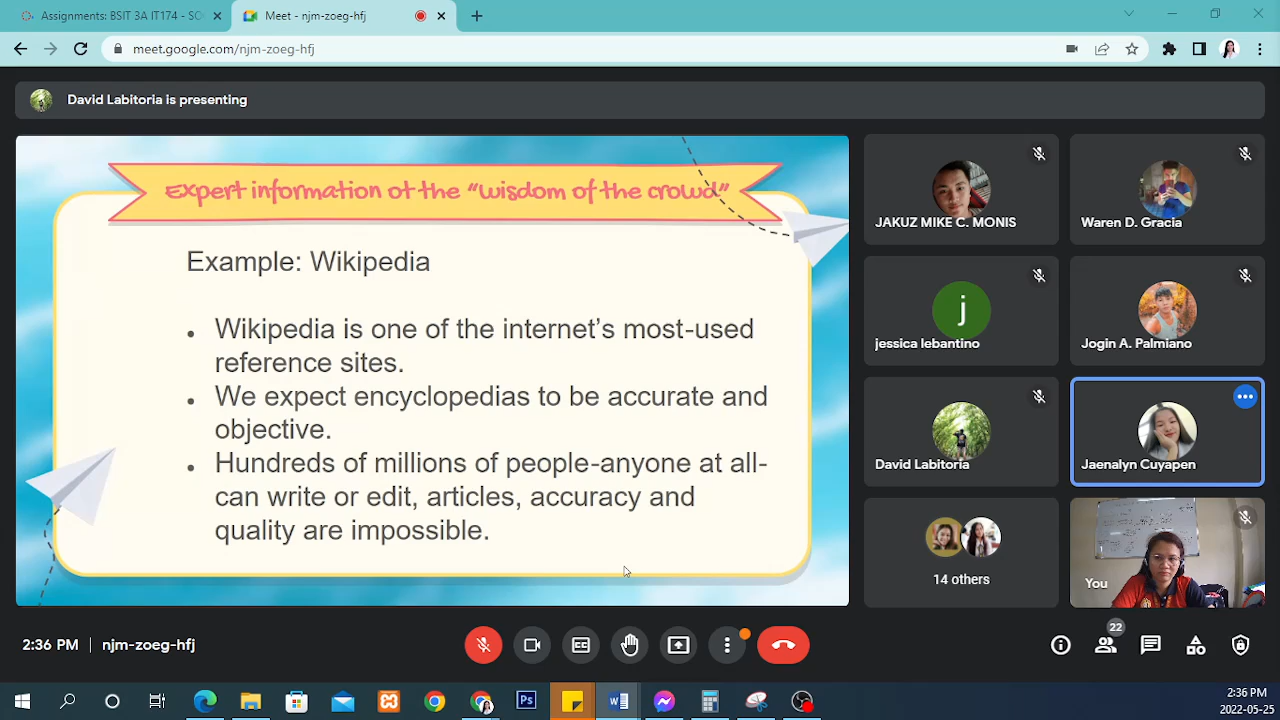 Assignments: BSIT 3A IT174 - SO
Meet - njm-zoeg-hfj
meet.google.com/njm-zoeg-hfj
David Labitoria is presenting
Expert information ot the “wisdom of the crowd”
Example: Wikipedia
• Wikipedia is one of the internet’s most-used
reference sites.
• We expect encyclopedias to be accurate and
objective.
• Hundreds of millions of people-anyone at all-
can write or edit, articles, accuracy and
quality are impossible.
JAKUZ MIKE C. MONIS
Waren D. Gracia
j
jessica lebantino
Jogin A. Palmiano
David Labitoria
Jaenalyn Cuyapen
14 others
You
2:36 PM | njm-zoeg-hfj
CC
22
Ps
W
2:36 PM
2022-05-25